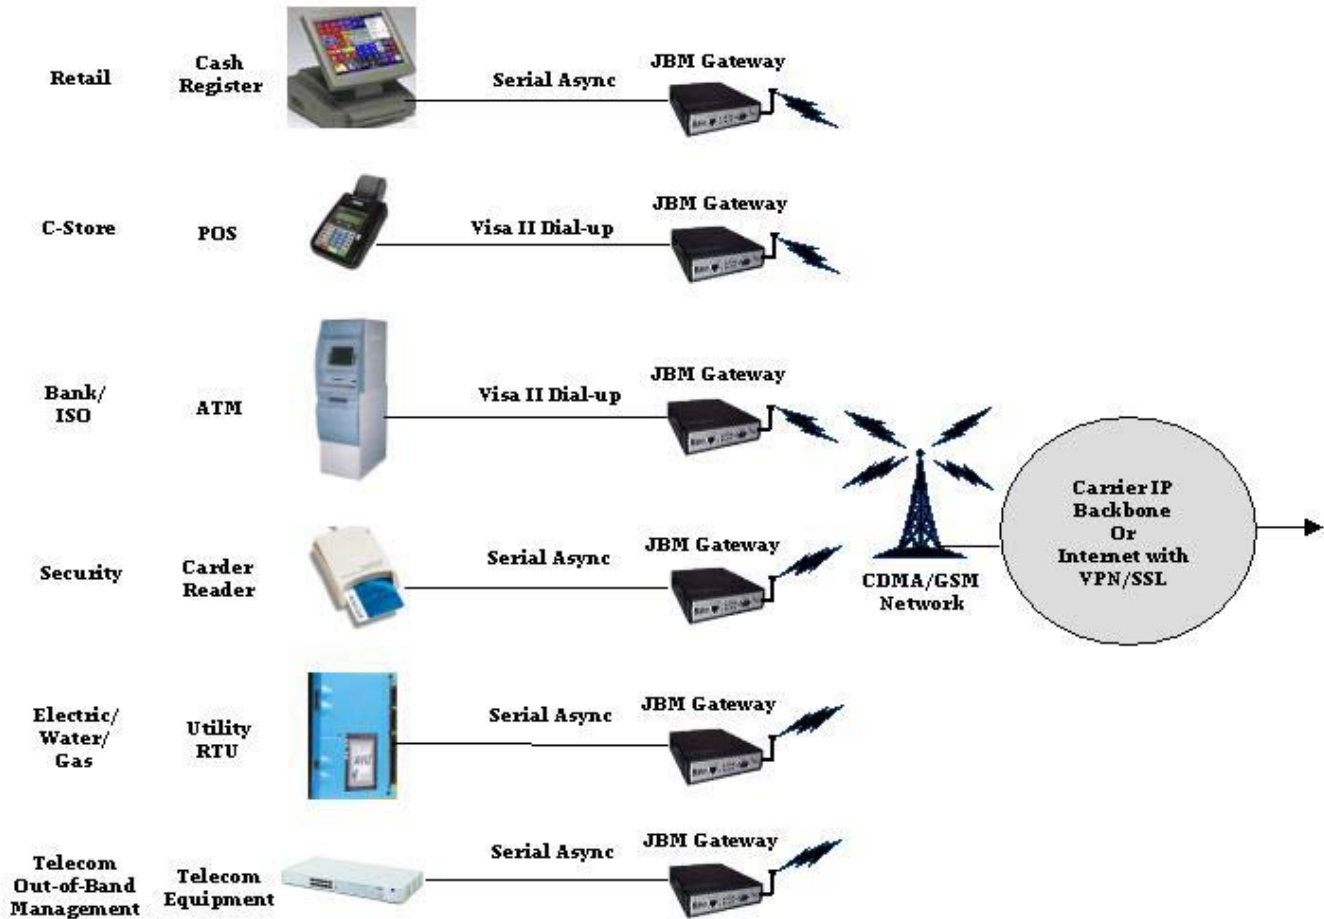 Retail
Cash
Register
Serial Async
JBM Gateway
C-Store
POS
Visa II Dial-up
JBM Gateway
Bank/
ISO
ATM
Visa II Dial-up
JBM Gateway
Security
Carder
Reader
Serial Async
JBM Gateway
CDMA/GSM
Network
Carrier IP
Backbone
Or
Internet with
VPN/SSL
Electric/
Water/
Gas
Utility
RTU
Serial Async
JBM Gateway
Telecom
Out-of-Band
Management
Telecom
Equipment
Serial Async
JBM Gateway